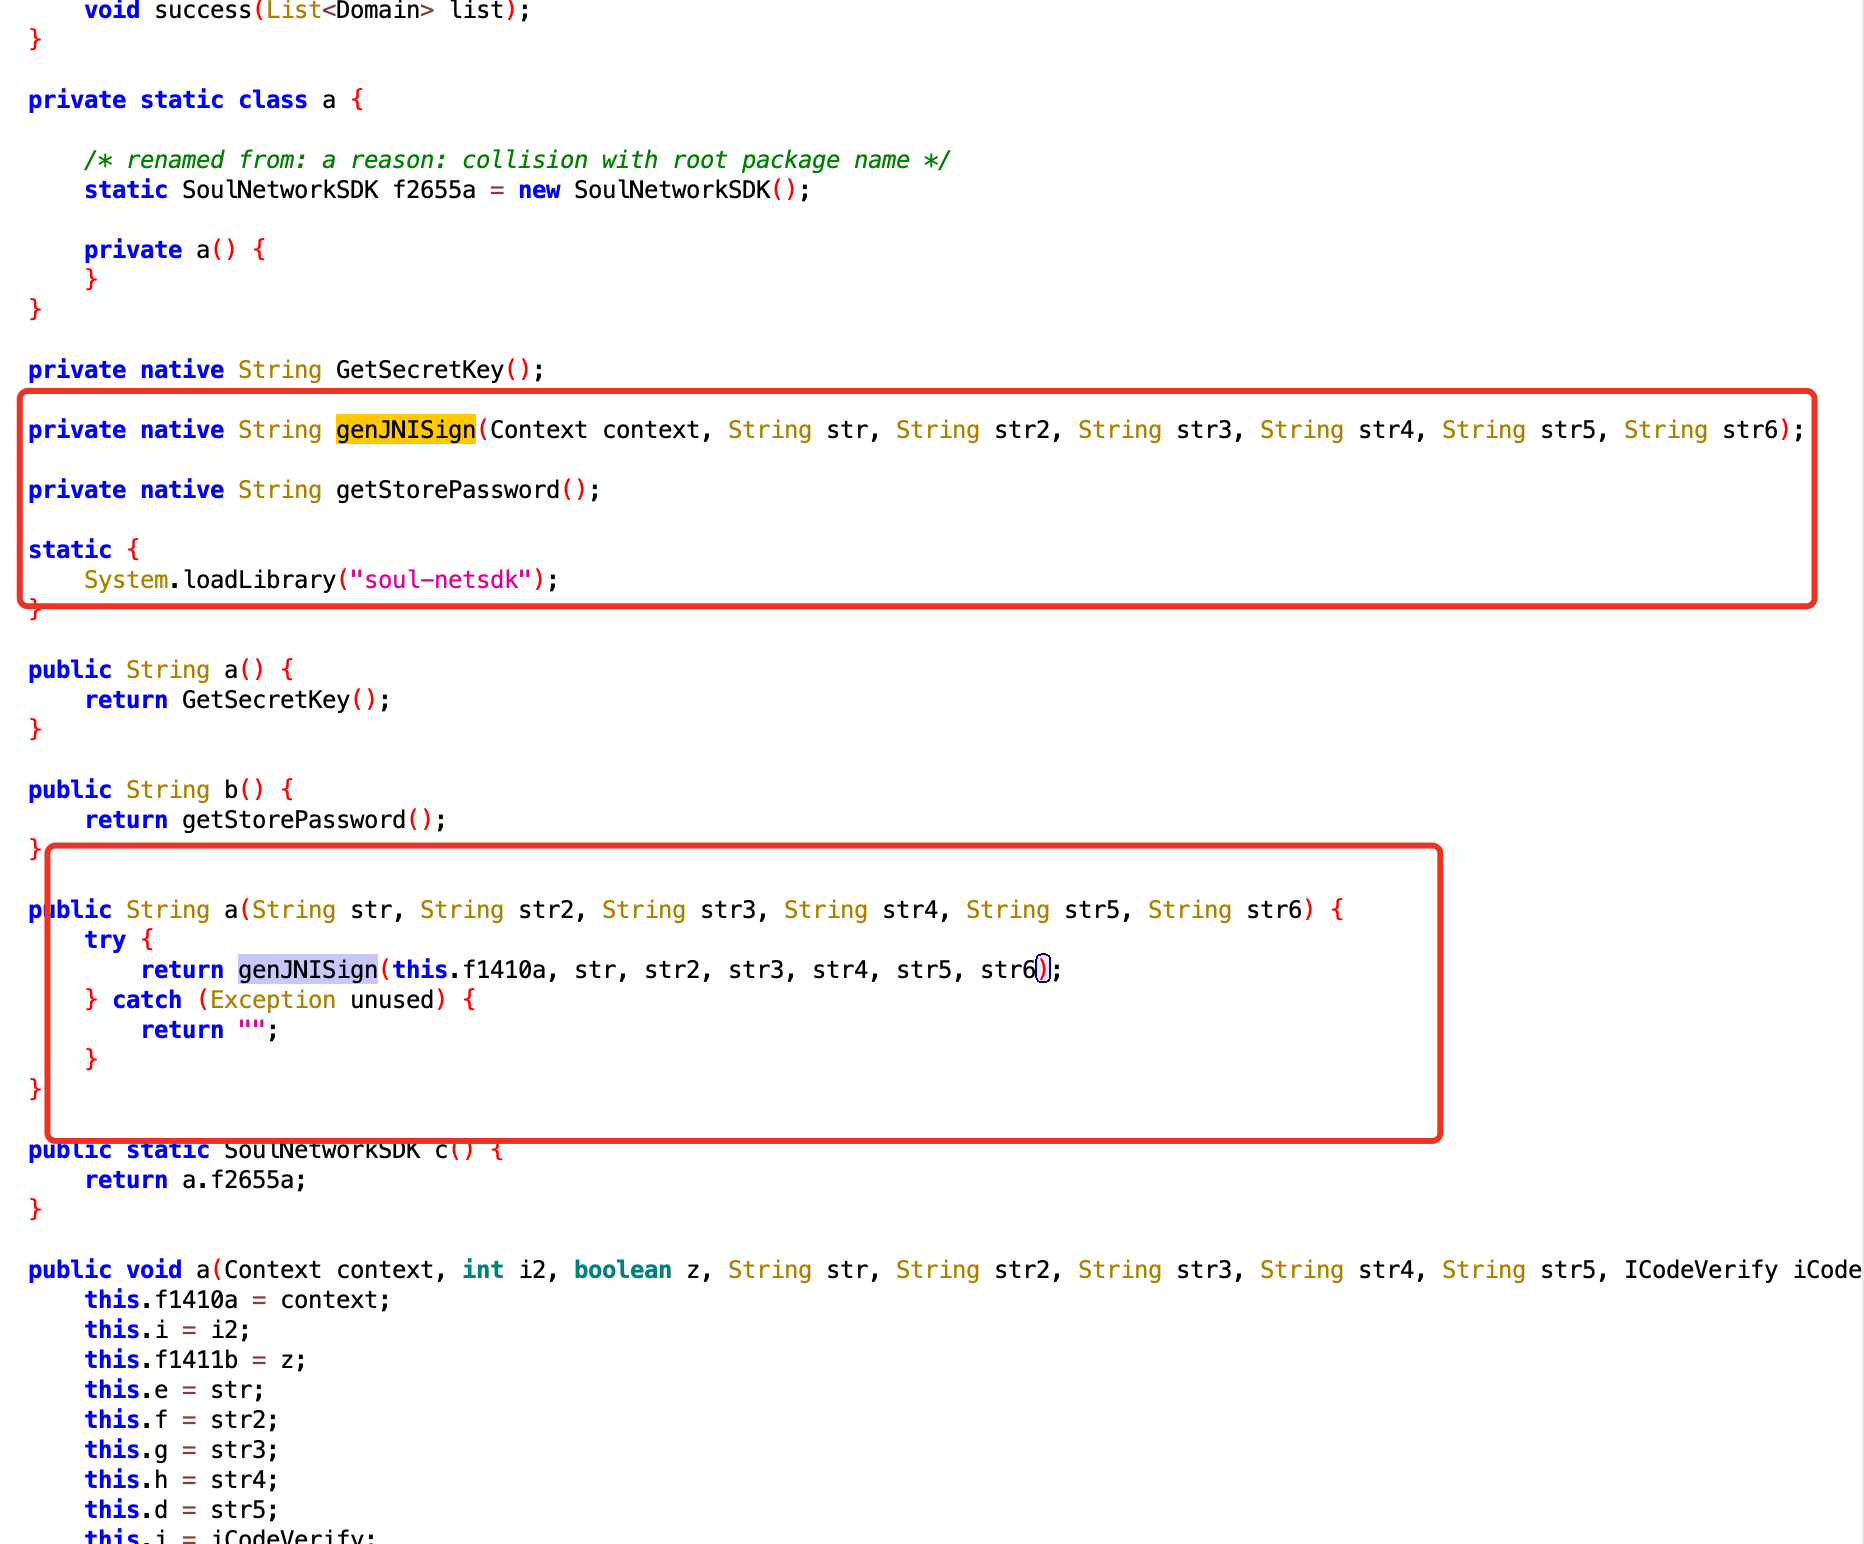 void success(List<Domain> list);
}
private static class a {
/* renamed from: a reason: collision with root package name */
static SoulNetworkSDK f2655a = new SoulNetworkSDK();
private a() {
}
}
private native String GetSecretKey();
private native String genJNISign(Context context, String str, String str2, String str3, String str4, String str5, String str6);
private native String getStorePassword();
static {
System.loadLibrary("soul-netsdk");
}
public String a() {
return GetSecretKey();
}
public String b() {
return getStorePassword();
}
public String a(String str, String str2, String str3, String str4, String str5, String str6) {
try {
return genJNISign(this.f1410a, str, str2, str3, str4, str5, str6);
} catch (Exception unused) {
return "";
}
}
public static SoulNetworkSDK c() {
return a.f2655a;
}
public void a(Context context, int i2, boolean z, String str, String str2, String str3, String str4, String str5, ICodeVerify iCode
this.f1410a = context;
this.i = i2;
this.f1411b = z;
this.e = str;
this.f = str2;
this.g = str3;
this.h = str4;
this.d = str5;
this.j = iCodeVerify;